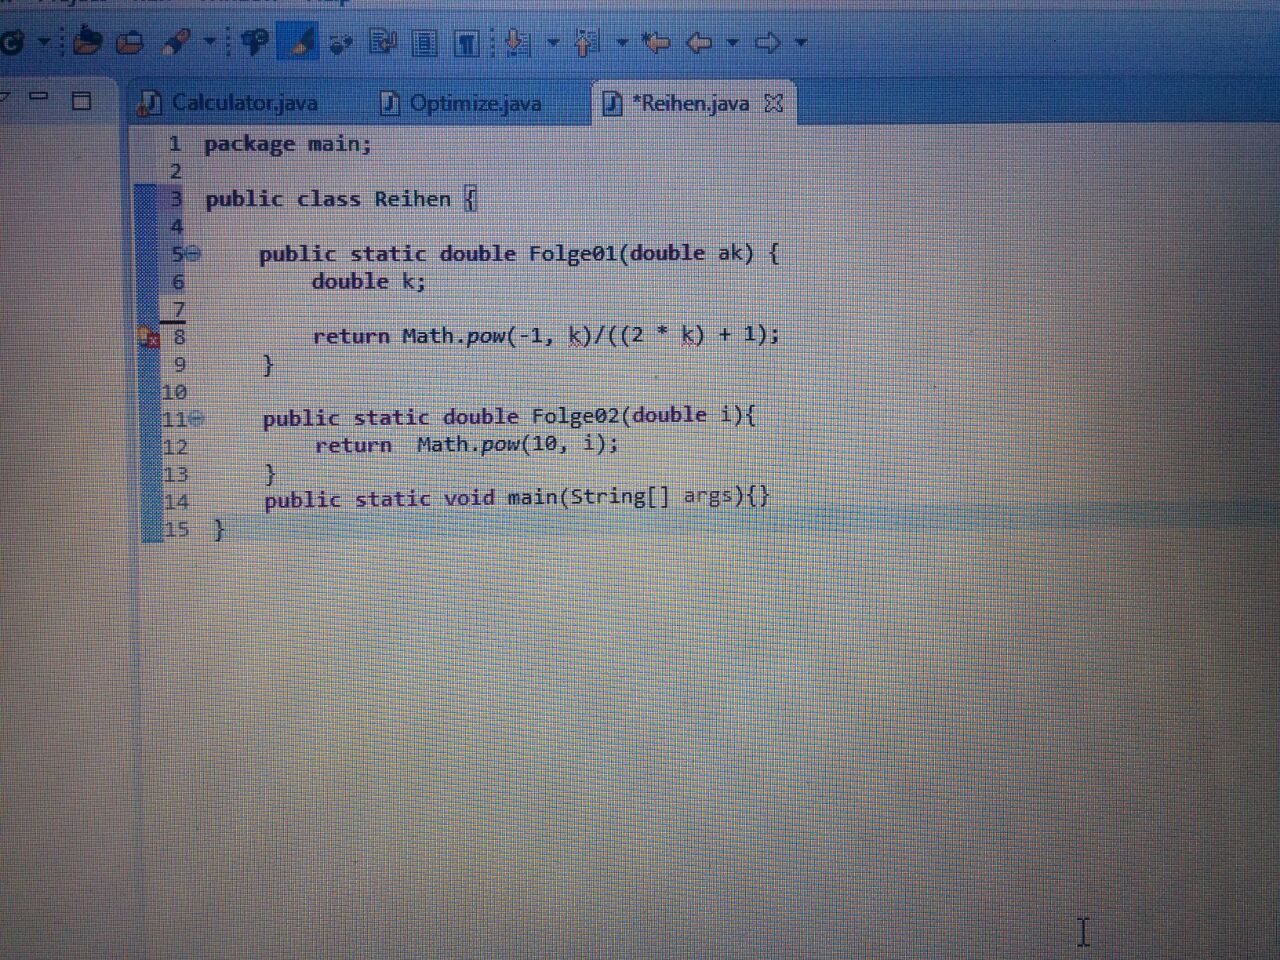 Calculator.java Optimize.java *Reihen.java
1 package main;
2
3 public class Reihen {
4
5 public static double Folge01(double ak) {
6 double k;
7
8 return Math.pow(-1, k)/((2 * k) + 1);
9 }
10
11 public static double Folge02(double i){
12 return  Math.pow(10, i);
13 }
14 public static void main(String[] args){}
15 }